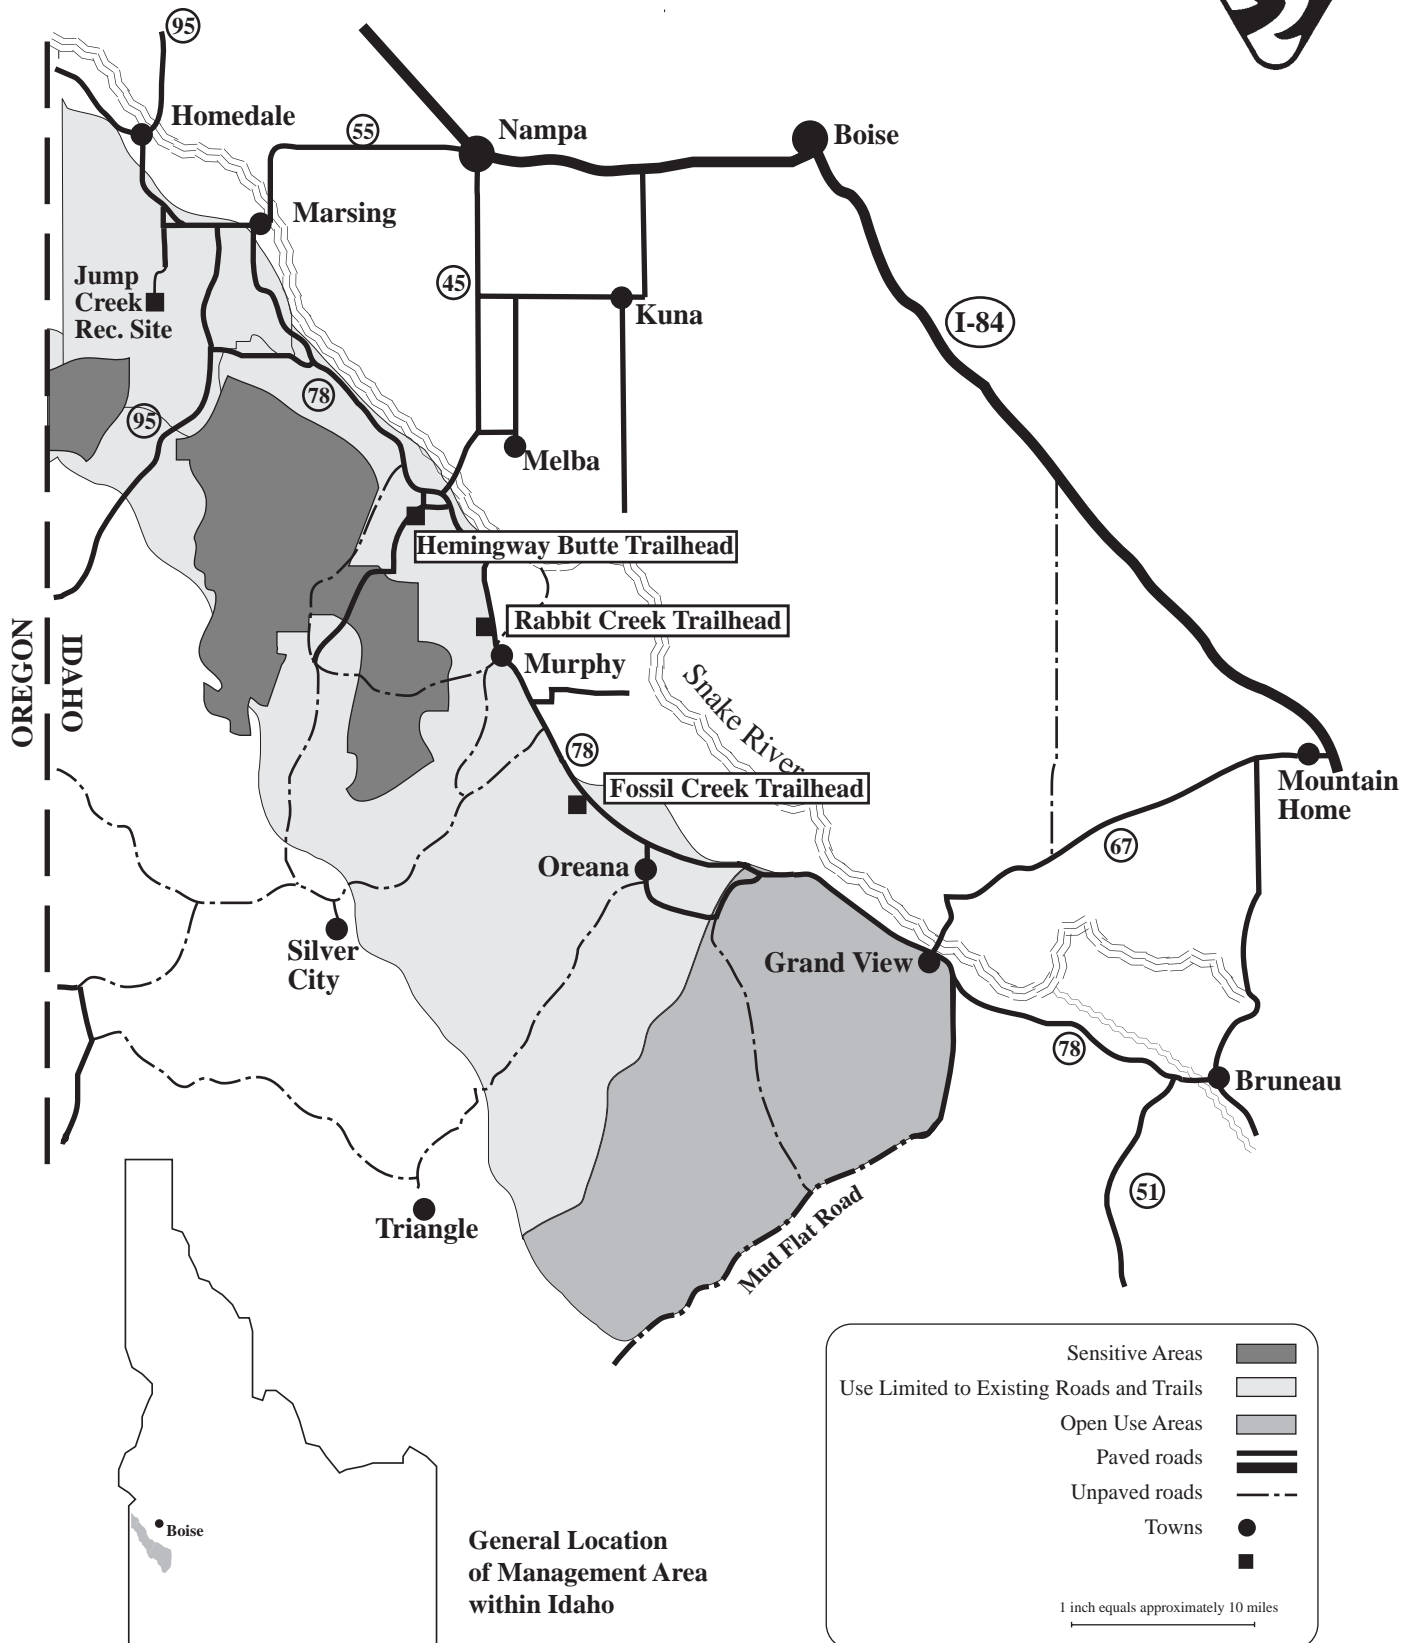 95
Homedale
55
Nampa
Boise
Marsing
Jump
Creek
Rec. Site
45
Kuna
I-84
78
95
Melba
Hemingway Butte Trailhead
Rabbit Creek Trailhead
OREGON
IDAHO
Murphy
Snake River
78
Fossil Creek Trailhead
Mountain
Home
67
Oreana
Silver
City
Grand View
78
Bruneau
51
Triangle
Mud Flat Road
Sensitive Areas
Use Limited to Existing Roads and Trails
Open Use Areas
Paved roads
Unpaved roads
Towns
1 inch equals approximately 10 miles
Boise
General Location
of Management Area
within Idaho